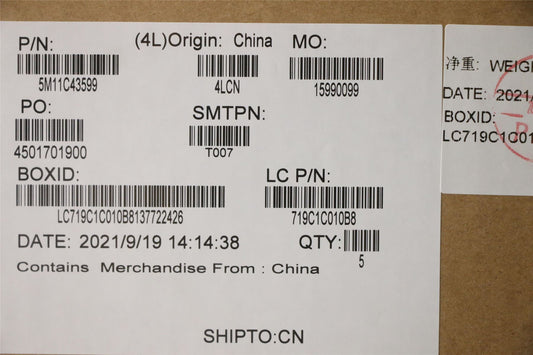 P/N: (4L)Origin: China MO:
5M11C43599 4LCN 15990099
PO: SMTPN:
4501701900 T007
BOXID: LC P/N:
LC719C1C010B8137722426 719C1C010B8
DATE: 2021/9/19 14:14:38 QTY:
5
Contains Merchandise From : China
SHIPTO:CN
净重:
DATE: 2021/
BOXID:
LC719C1C01